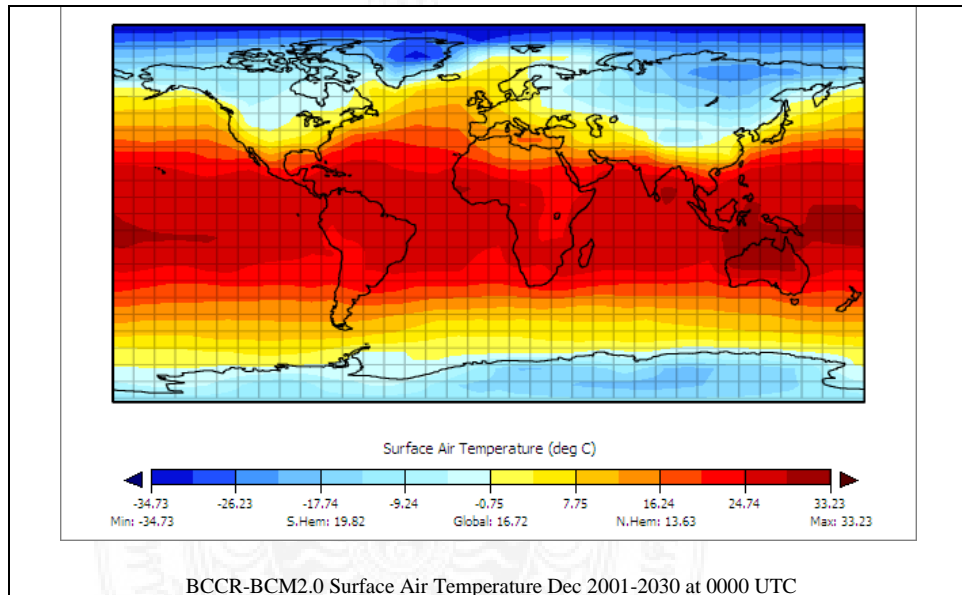 Surface Air Temperature (deg C)
-34.73 -26.23 -17.74 -9.24 -0.75 7.75 16.24 24.74 33.23
Min: -34.73 S.Hem: 19.82 Global: 16.72 N.Hem: 13.63 Max: 33.23
BCCR-BCM2.0 Surface Air Temperature Dec 2001-2030 at 0000 UTC